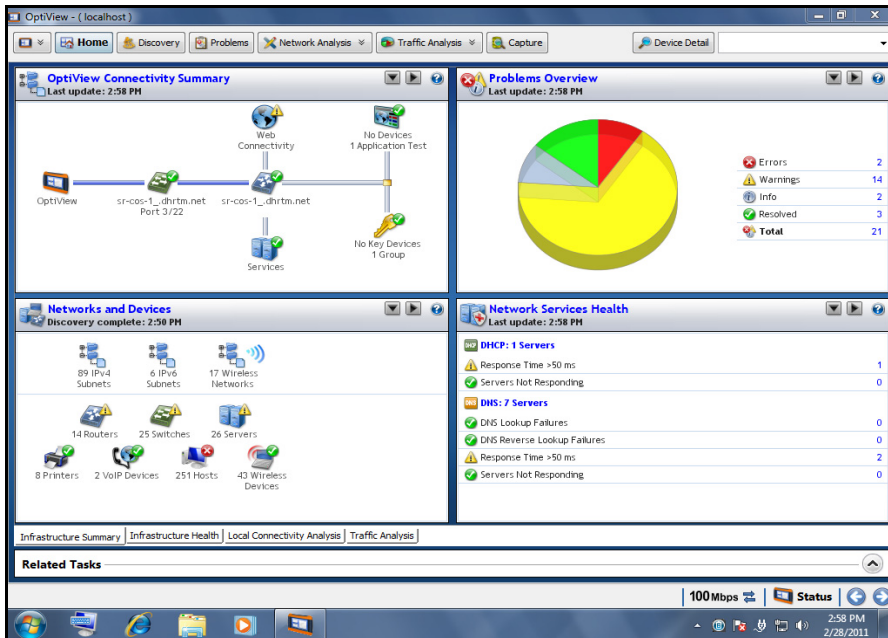 OptiView - ( localhost )
Home Discovery Problems Network Analysis Traffic Analysis Capture Device Detail
OptiView Connectivity Summary
Last update: 2:58 PM
Web
Connectivity
No Devices
1 Application Test
OptiView
sr-cos-1_.dhrtm.net
Port 3/22
sr-cos-1_.dhrtm.net
Services
No Key Devices
1 Group
Problems Overview
Last update: 2:58 PM
Errors 2
Warnings 14
Info 2
Resolved 3
Total 21
Networks and Devices
Discovery complete: 2:50 PM
89 IPv4
Subnets
6 IPv6
Subnets
17 Wireless
Networks
14 Routers
25 Switches
26 Servers
8 Printers
2 VoIP Devices
251 Hosts
43 Wireless
Devices
Network Services Health
Last update: 2:58 PM
DHCP DHCP: 1 Servers
Response Time >50 ms 1
Servers Not Responding 0
DNS DNS: 7 Servers
DNS Lookup Failures 0
DNS Reverse Lookup Failures 0
Response Time >50 ms 2
Servers Not Responding 0
Infrastructure Summary Infrastructure Health Local Connectivity Analysis Traffic Analysis
Related Tasks
100 Mbps Status
2:58 PM
2/28/2011